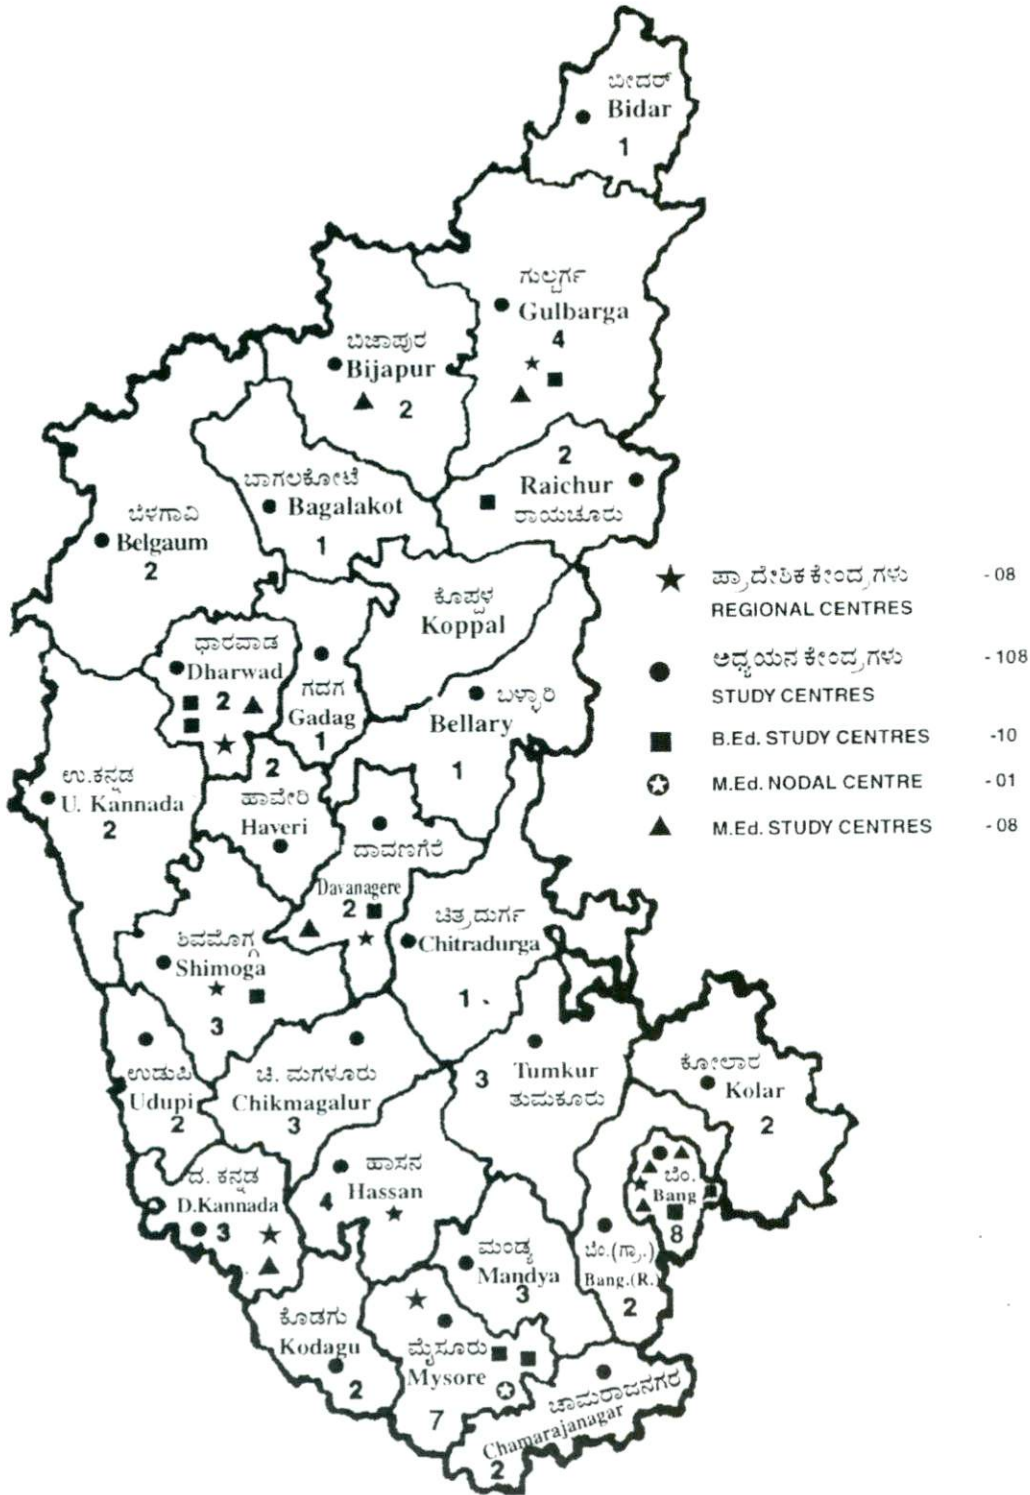 ಬೀದರ್
Bidar
1
ಗುಲ್ಬರ್ಗ
Gulbarga
4
ಬಿಜಾಪುರ
Bijapur
2
2
Raichur
ರಾಯಚೂರು
ಬಾಗಲಕೋಟೆ
Bagalakot
1
ಬೆಳಗಾವಿ
Belgaum
2
ಕೊಪ್ಪಳ
Koppal
ಧಾರವಾಡ
Dharwad
2
ಗದಗ
Gadag
1
ಬಳ್ಳಾರಿ
Bellary
1
ಉ.ಕನ್ನಡ
U. Kannada
2
2
ಹಾವೇರಿ
Haveri
ದಾವಣಗೆರೆ
Davanagere
2
ಚಿತ್ರದುರ್ಗ
Chitradurga
1
ಶಿವಮೊಗ್ಗ
Shimoga
3
ಉಡುಪಿ
Udupi
2
ಚಿ. ಮಗಳೂರು
Chikmagalur
3
3 Tumkur
ತುಮಕೂರು
ಕೋಲಾರ
Kolar
2
ದ. ಕನ್ನಡ
D.Kannada
3
ಹಾಸನ
Hassan
4
ಬೆಂ.
Bang
8
ಬೆಂ.(ಗ್ರಾ.)
Bang.(R.)
2
ಮಂಡ್ಯ
Mandya
3
ಕೊಡಗು
Kodagu
2
ಮೈಸೂರು
Mysore
7
ಚಾಮರಾಜನಗರ
Chamarajanagar
2
ಪ್ರಾದೇಶಿಕ ಕೇಂದ್ರಗಳು -08
REGIONAL CENTRES
ಅಧ್ಯಯನ ಕೇಂದ್ರಗಳು -108
STUDY CENTRES
B.Ed. STUDY CENTRES -10
M.Ed. NODAL CENTRE -01
M.Ed. STUDY CENTRES -08